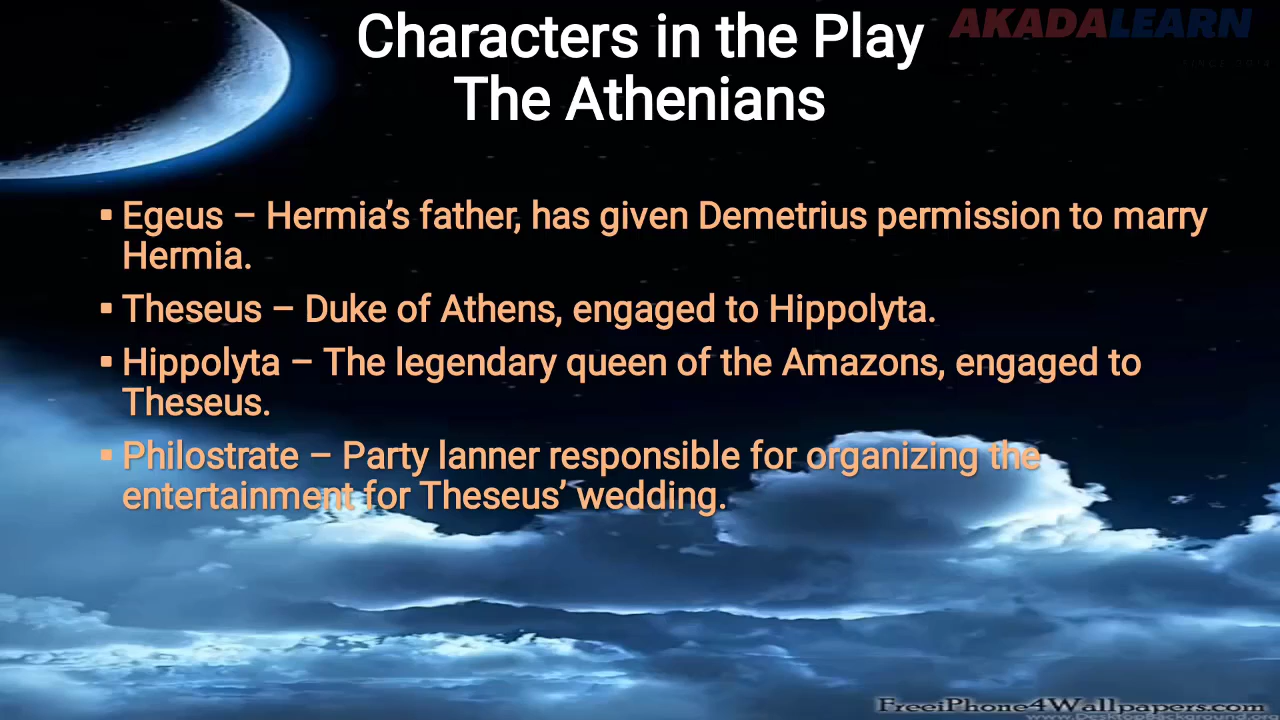 Characters in the Play
AKADALEARN
The Athenians
▪ Egeus – Hermia’s father, has given Demetrius permission to marry
Hermia.
▪ Theseus – Duke of Athens, engaged to Hippolyta.
▪ Hippolyta – The legendary queen of the Amazons, engaged to
Theseus.
▪ Philostrate – Party lanner responsible for organizing the
entertainment for Theseus’ wedding.
FreeiPhone4Wallpapers.com